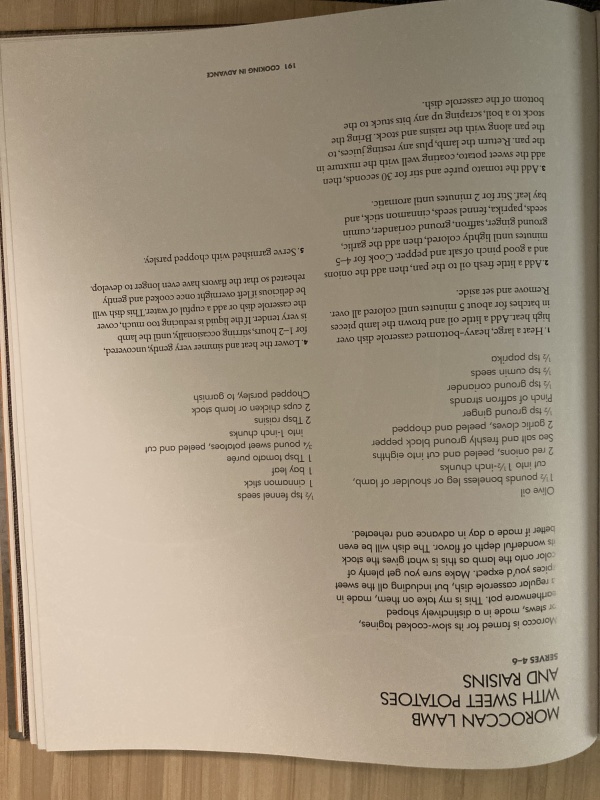 MOROCCAN LAMB
WITH SWEET POTATOES
AND RAISINS
SERVES 4–6
Morocco is famed for its slow-cooked tagines,
or stews, made in a distinctively shaped
earthenware pot. This is my take on them, made in
a regular casserole dish, but including all the sweet
spices you'd expect. Make sure you get plenty of
color onto the lamb as this is what gives the stock
its wonderful depth of flavor. The dish will be even
better if made a day in advance and reheated.
Olive oil
1½ pounds boneless leg or shoulder of lamb,
cut into 1½-inch chunks
2 red onions, peeled and cut into eighths
Sea salt and freshly ground black pepper
2 garlic cloves, peeled and chopped
½ tsp ground ginger
Pinch of saffron strands
½ tsp ground coriander
½ tsp cumin seeds
½ tsp paprika
½ tsp fennel seeds
1 cinnamon stick
1 bay leaf
1 Tbsp tomato purée
¾ pound sweet potatoes, peeled and cut
into 1-inch chunks
2 Tbsp raisins
2 cups chicken or lamb stock
Chopped parsley, to garnish
1. Heat a large, heavy-bottomed casserole dish over
high heat. Add a little oil and brown the lamb pieces
in batches for about 5 minutes until colored all over.
Remove and set aside.
2. Add a little fresh oil to the pan, then add the onions
and a good pinch of salt and pepper. Cook for 4–5
minutes until lightly colored, then add the garlic,
ground ginger, saffron, ground coriander, cumin
seeds, paprika, fennel seeds, cinnamon stick, and
bay leaf. Stir for 2 minutes until aromatic.
3. Add the tomato purée and stir for 30 seconds, then
add the sweet potato, coating well with the mixture in
the pan. Return the lamb, plus any resting juices, to
the pan along with the raisins and stock. Bring the
stock to a boil, scraping up any bits stuck to the
bottom of the casserole dish.
4. Lower the heat and simmer very gently, uncovered,
for 1–2 hours, stirring occasionally, until the lamb
is very tender. If the liquid is reducing too much, cover
the casserole dish or add a cupful of water. This dish will
be delicious if left overnight once cooked and gently
reheated so that the flavors have even longer to develop.
5. Serve garnished with chopped parsley.
191 COOKING IN ADVANCE